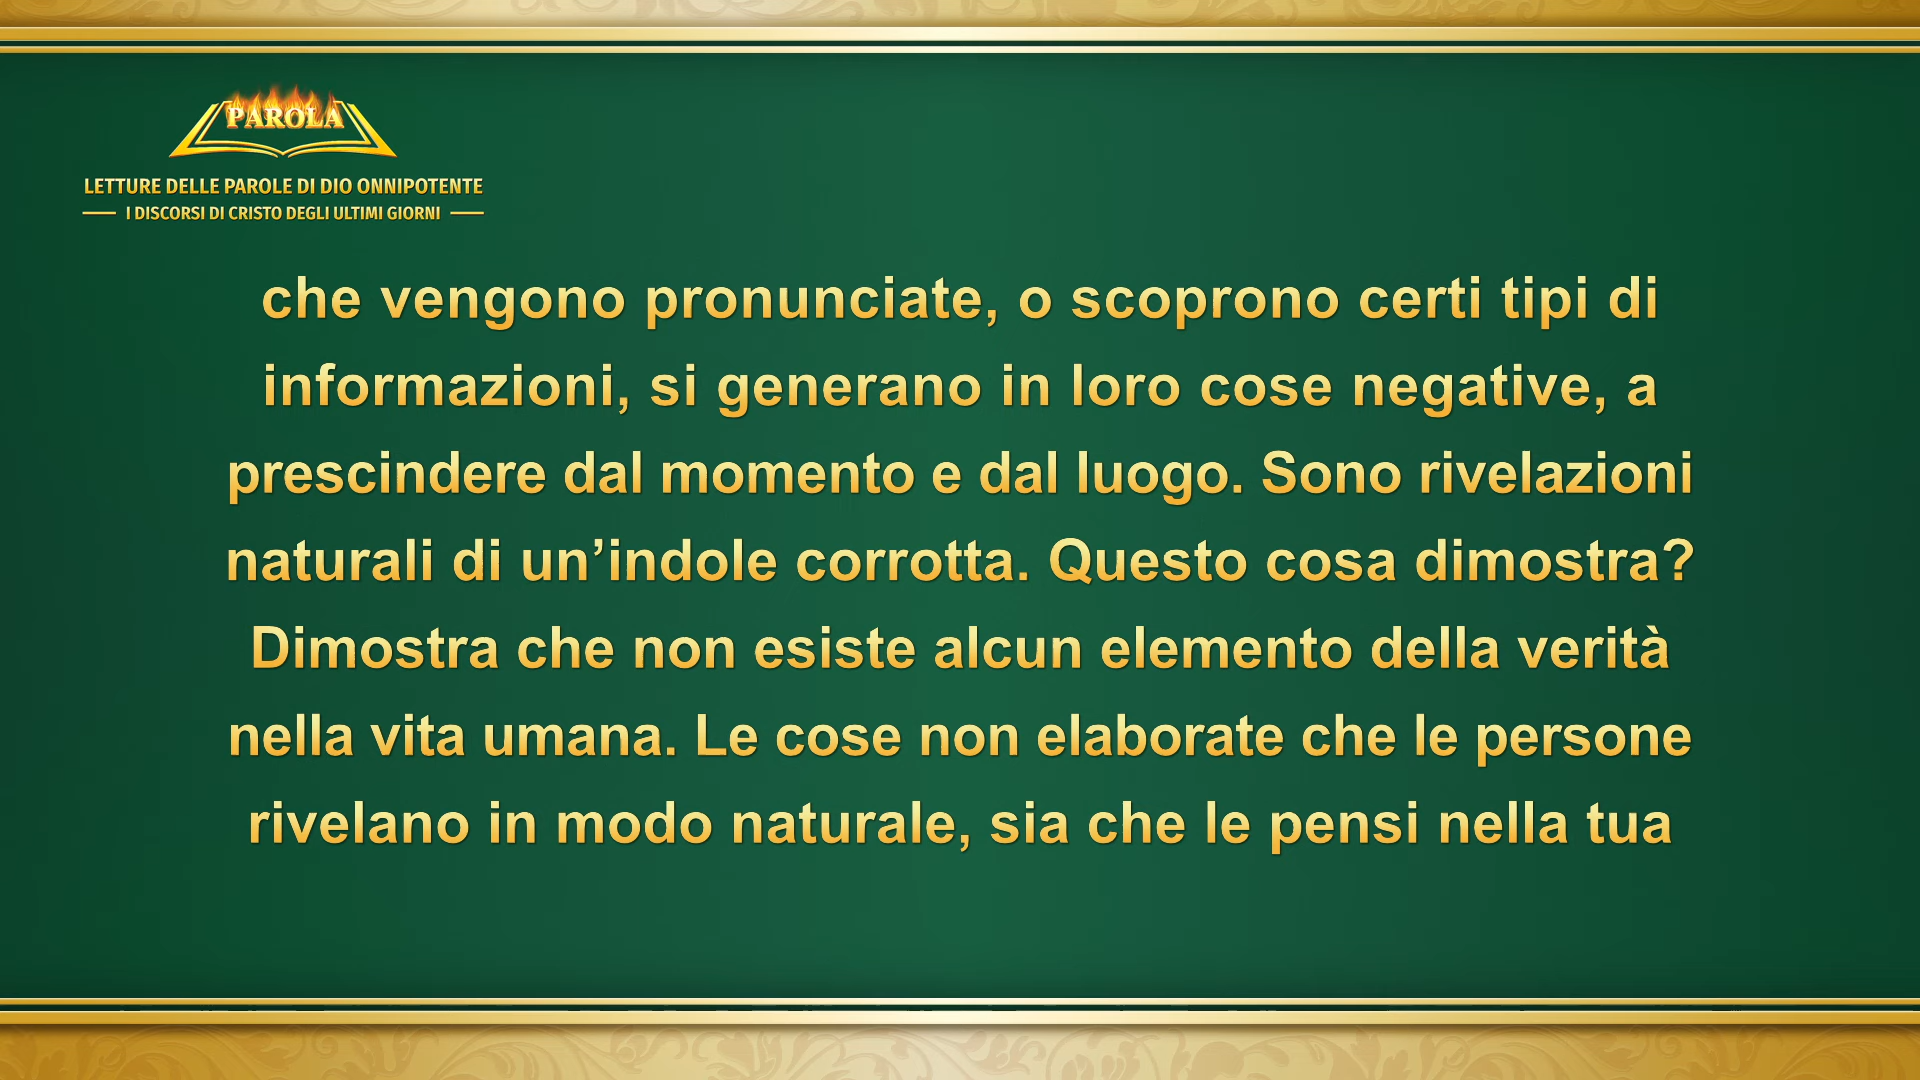 PAROLA
LETTURE DELLE PAROLE DI DIO ONNIPOTENTE
I DISCORSI DI CRISTO DEGLI ULTIMI GIORNI
che vengono pronunciate, o scoprono certi tipi di
informazioni, si generano in loro cose negative, a
prescindere dal momento e dal luogo. Sono rivelazioni
naturali di un’indole corrotta. Questo cosa dimostra?
Dimostra che non esiste alcun elemento della verità
nella vita umana. Le cose non elaborate che le persone
rivelano in modo naturale, sia che le pensi nella tua